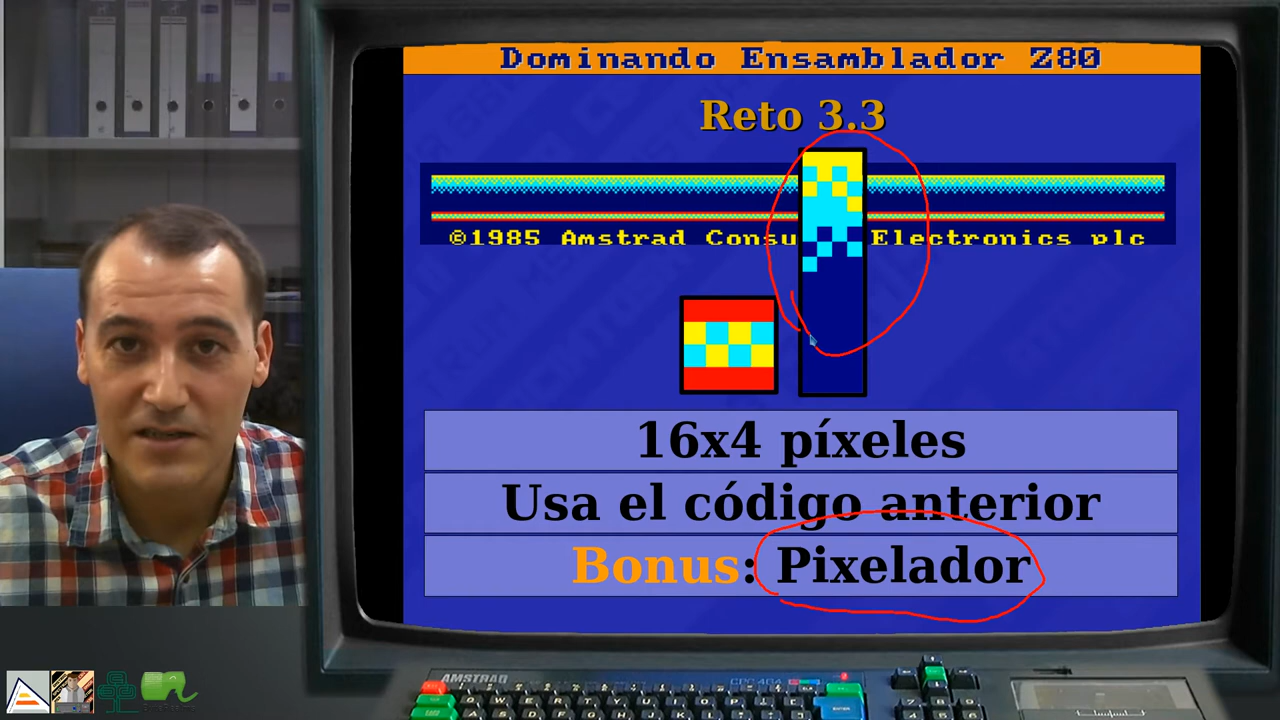 Dominando Ensamblador Z80
Reto 3.3
©1985 Amstrad Consu Electronics plc
16x4 píxeles
Usa el código anterior
Bonus: Pixelador
AMSTRAD